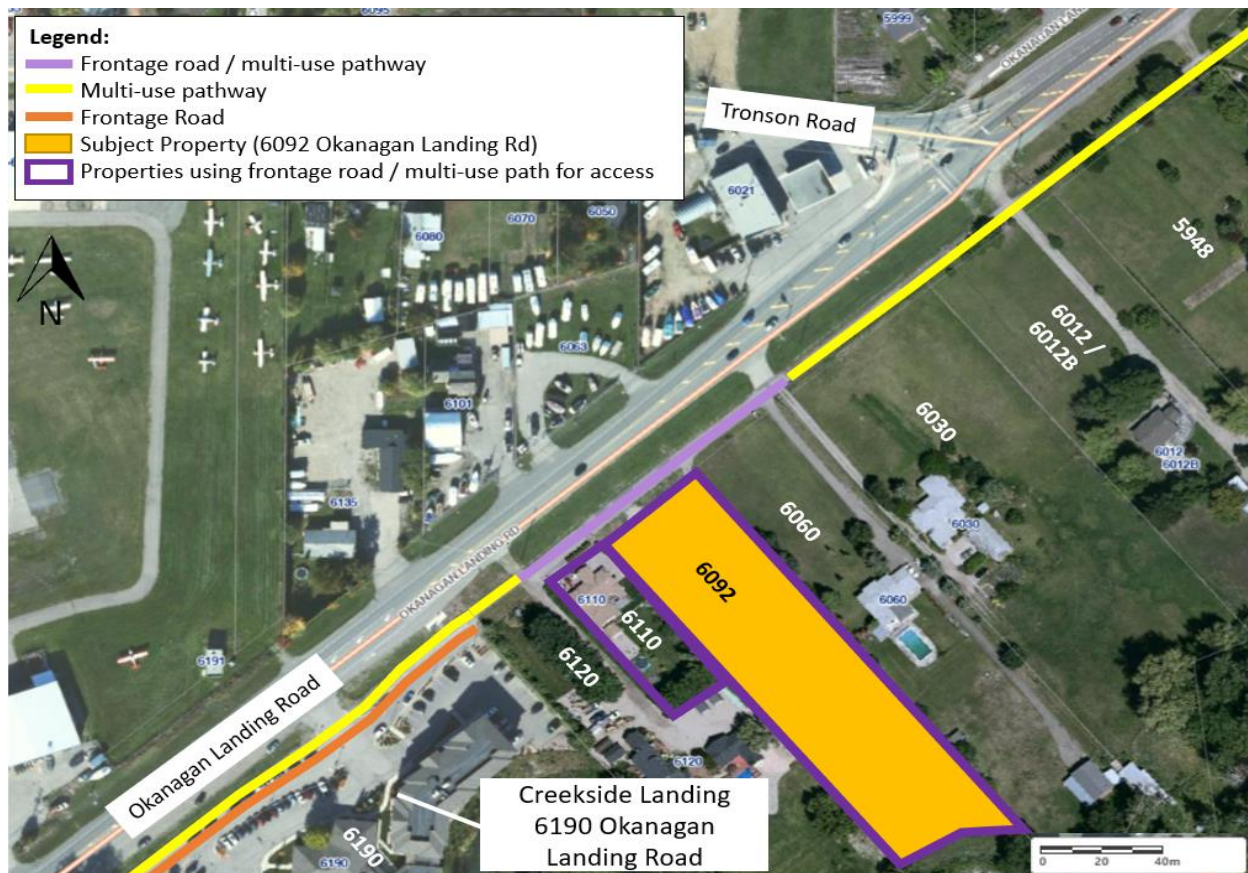 6095
5999
OKANAGAN LAN
Legend:
Frontage road / multi-use pathway
Multi-use pathway
Frontage Road
Subject Property (6092 Okanagan Landing Rd)
Properties using frontage road / multi-use path for access
Tronson Road
6021
6050
6070
6080
5948
N
6063
6012 /
6012B
6101
6030
6012
6012B
6135
6060
6030
OKANAGAN LANDING RD
6092
6110
6110
6060
6120
6191
Okanagan Landing Road
6120
Creekside Landing
6190 Okanagan
Landing Road
6190
6190
0 20 40m